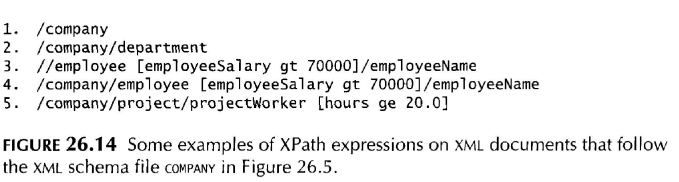 1. /company
2. /company/department
3. //employee [employeeSalary gt 70000]/employeeName
4. /company/employee [employeeSalary gt 70000]/employeeName
5. /company/project/projectWorker [hours ge 20.0]
FIGURE 26.14 Some examples of XPath expressions on XML documents that follow
the XML schema file COMPANY in Figure 26.5.